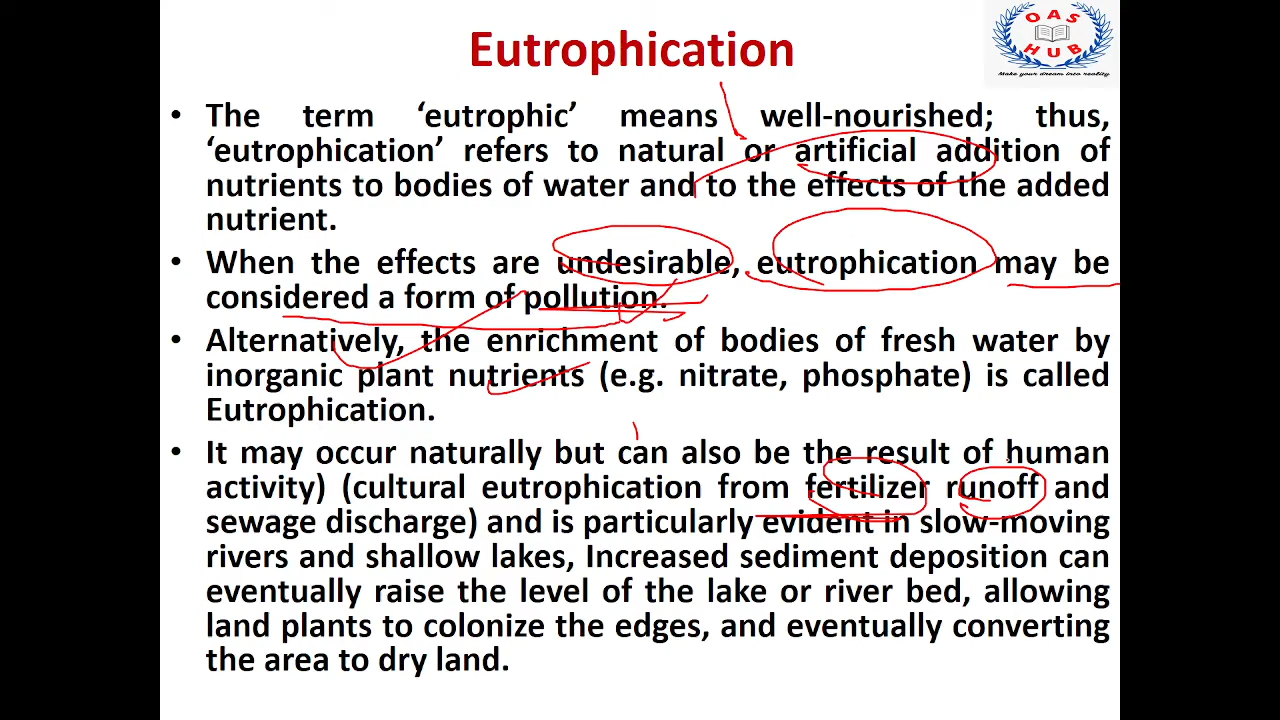 Eutrophication
OAS
HUB
Make your dream into reality
• The term ‘eutrophic’ means well-nourished; thus,
‘eutrophication’ refers to natural or artificial addition of
nutrients to bodies of water and to the effects of the added
nutrient.
• When the effects are undesirable, eutrophication may be
considered a form of pollution.
• Alternatively, the enrichment of bodies of fresh water by
inorganic plant nutrients (e.g. nitrate, phosphate) is called
Eutrophication.
• It may occur naturally but can also be the result of human
activity) (cultural eutrophication from fertilizer runoff and
sewage discharge) and is particularly evident in slow-moving
rivers and shallow lakes, Increased sediment deposition can
eventually raise the level of the lake or river bed, allowing
land plants to colonize the edges, and eventually converting
the area to dry land.